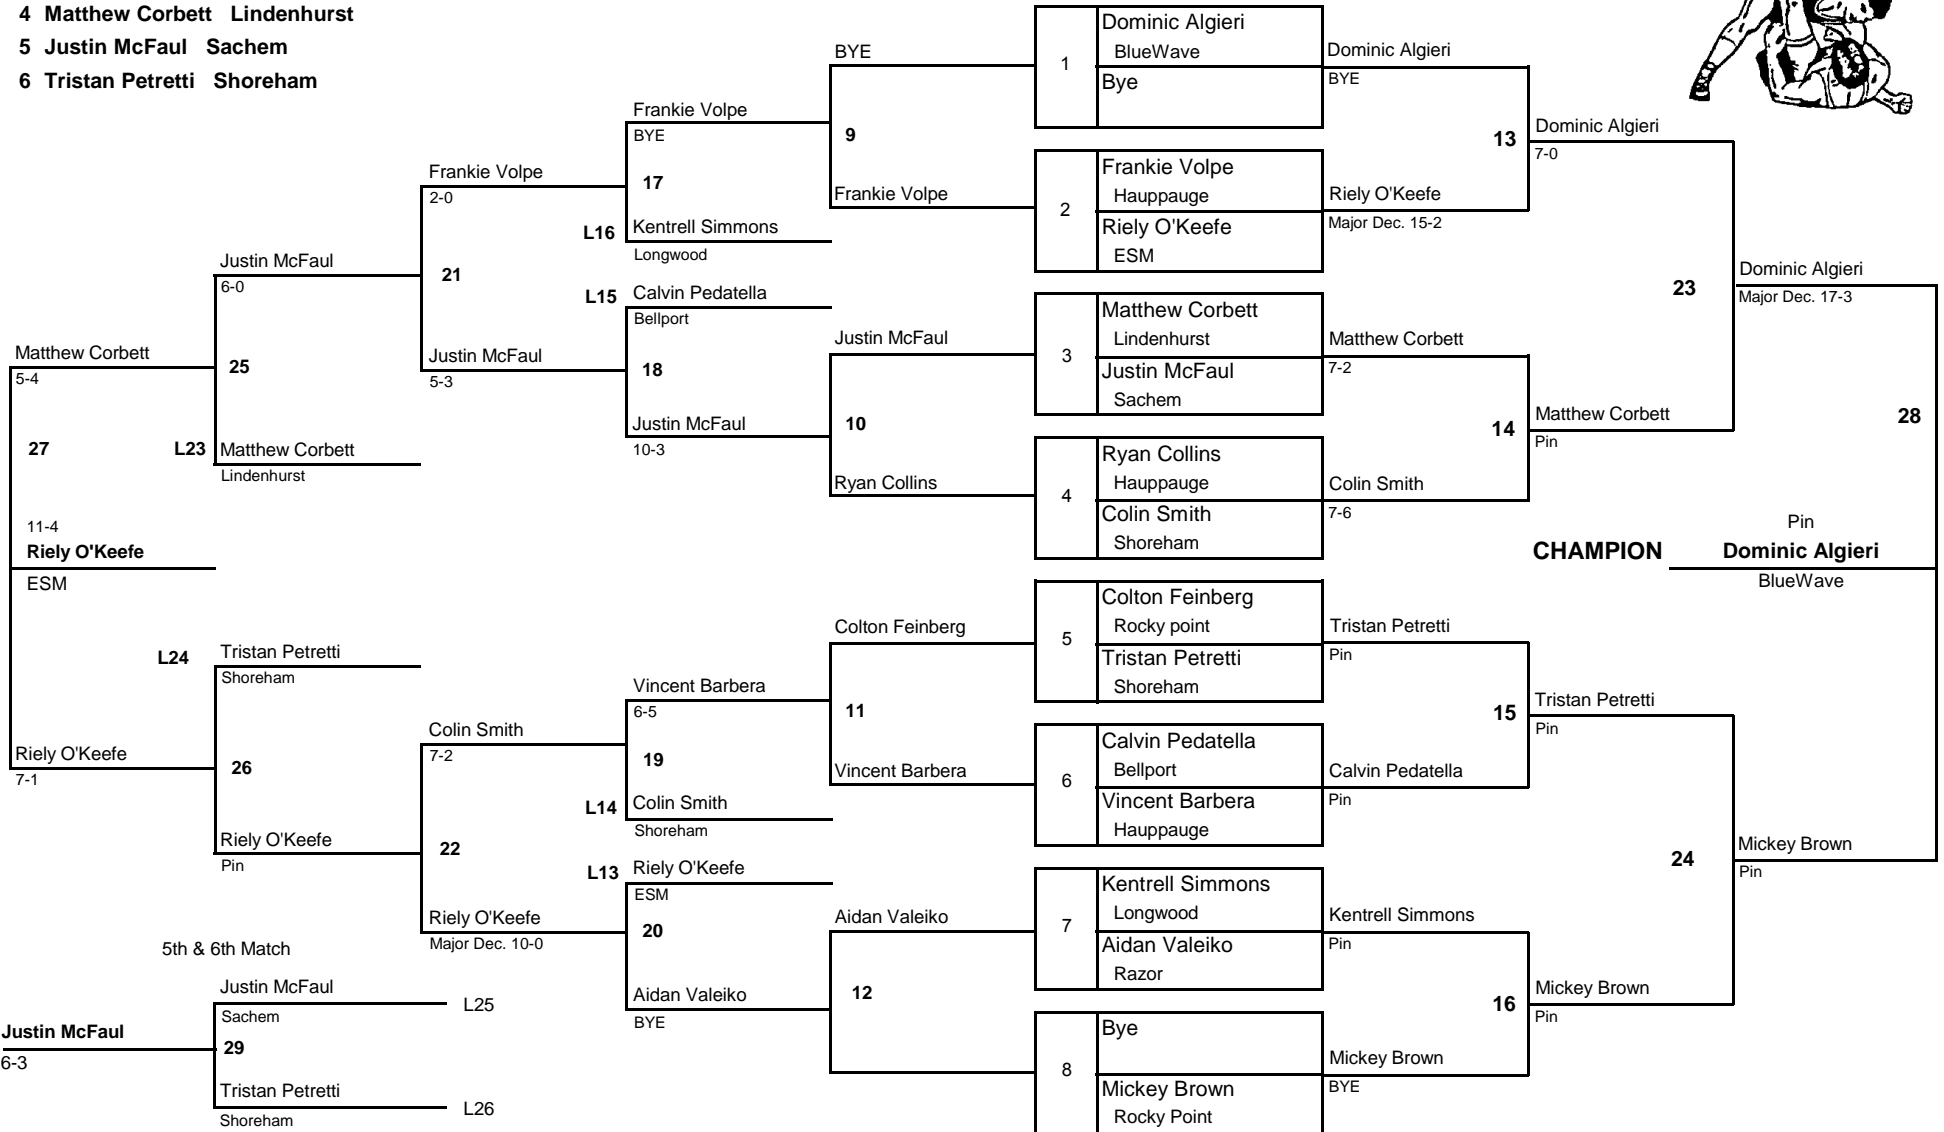 4 Matthew Corbett Lindenhurst
5 Justin McFaul Sachem
6 Tristan Petretti Shoreham
Matthew Corbett
5-4
27
11-4
Riely O'Keefe
ESM
Riely O'Keefe
7-1
Justin McFaul
6-0
25
L23 Matthew Corbett
Lindenhurst
L24 Tristan Petretti
Shoreham
26
Riely O'Keefe
Pin
5th & 6th Match
Justin McFaul
Sachem
L25
Justin McFaul
6-3
29
Tristan Petretti
Shoreham
L26
Frankie Volpe
2-0
21
Justin McFaul
5-3
Colin Smith
7-2
22
Riely O'Keefe
Major Dec. 10-0
Frankie Volpe
BYE
17
L16 Kentrell Simmons
Longwood
L15 Calvin Pedatella
Bellport
18
Justin McFaul
10-3
Vincent Barbera
6-5
19
L14 Colin Smith
Shoreham
L13 Riely O'Keefe
ESM
20
Aidan Valeiko
BYE
BYE
9
Frankie Volpe
Justin McFaul
10
Ryan Collins
Colton Feinberg
11
Vincent Barbera
Aidan Valeiko
12
1
Dominic Algieri
BlueWave
Bye
2
Frankie Volpe
Hauppauge
Riely O'Keefe
ESM
3
Matthew Corbett
Lindenhurst
Justin McFaul
Sachem
4
Ryan Collins
Hauppauge
Colin Smith
Shoreham
5
Colton Feinberg
Rocky point
Tristan Petretti
Shoreham
6
Calvin Pedatella
Bellport
Vincent Barbera
Hauppauge
7
Kentrell Simmons
Longwood
Aidan Valeiko
Razor
8
Bye
Mickey Brown
Rocky Point
Dominic Algieri
BYE
13
Riely O'Keefe
Major Dec. 15-2
Matthew Corbett
7-2
14
Colin Smith
7-6
Tristan Petretti
Pin
15
Calvin Pedatella
Pin
Kentrell Simmons
Pin
16
Mickey Brown
BYE
Dominic Algieri
7-0
23
Matthew Corbett
Pin
Tristan Petretti
Pin
24
Mickey Brown
Pin
Dominic Algieri
Major Dec. 17-3
28
Pin
CHAMPION Dominic Algieri
BlueWave
Mickey Brown
Pin